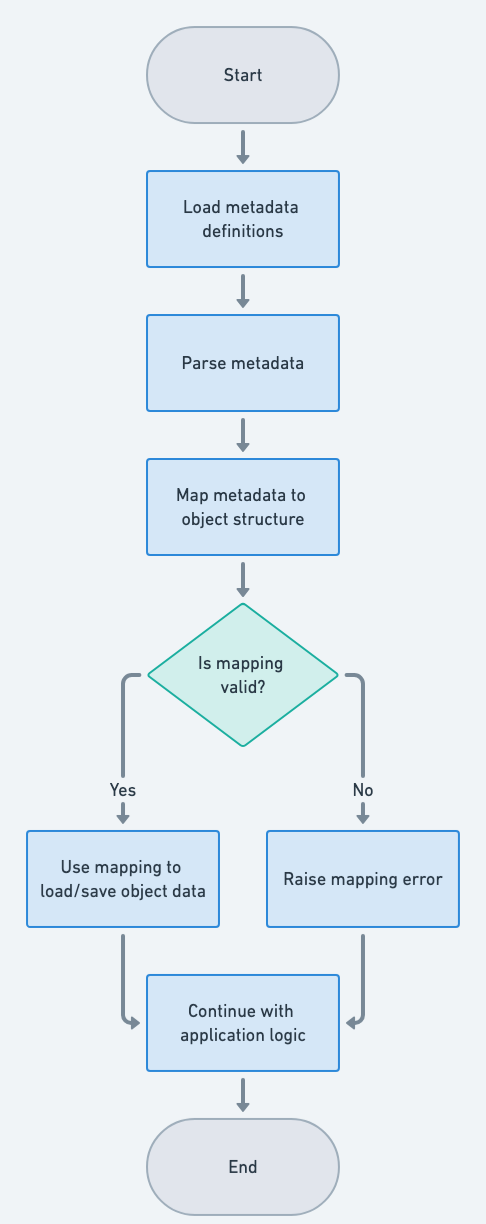 Start
Load metadata
definitions
Parse metadata
Map metadata to
object structure
Is mapping
valid?
Yes
No
Use mapping to
load/save object data
Raise mapping error
Continue with
application logic
End